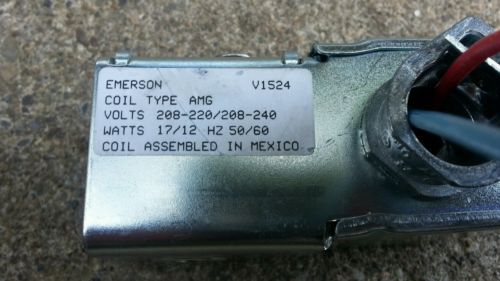 EMERSON V1524
COIL TYPE AMG
VOLTS 208-220/208-240
WATTS 17/12 HZ 50/60
COIL ASSEMBLED IN MEXICO